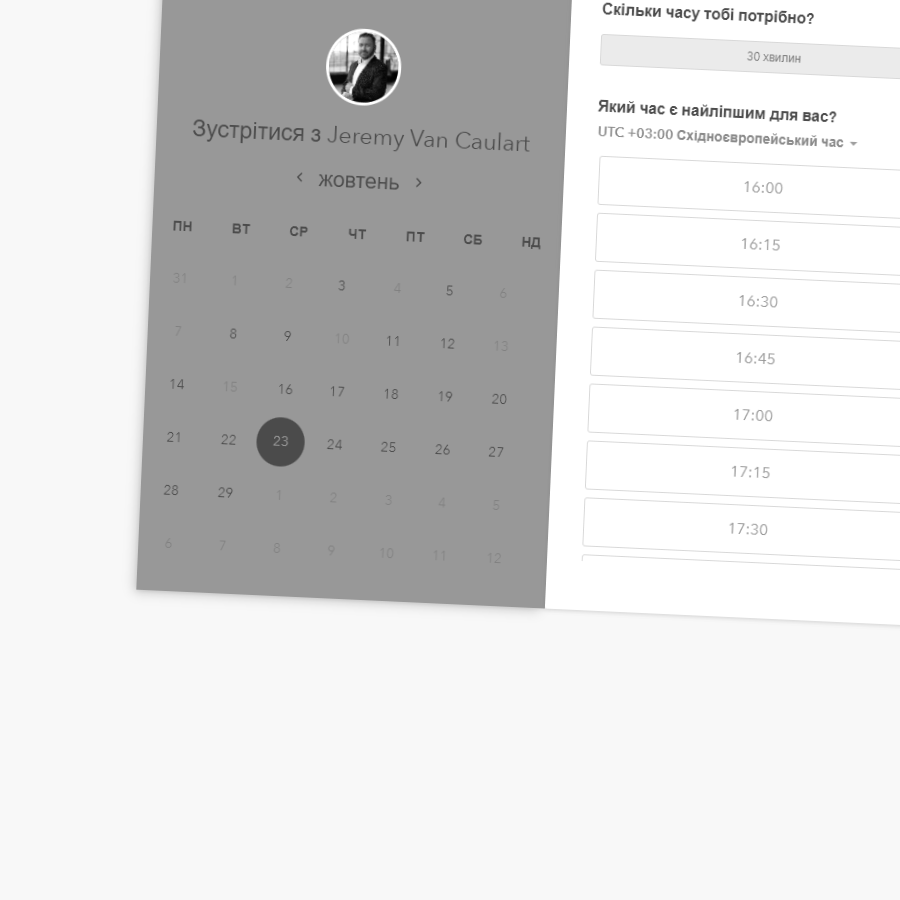 Зустрітися з Jeremy Van Caulart
жовтень
ПН ВТ СР ЧТ ПТ СБ НД
31 1 2 3 4 5 6
7 8 9 10 11 12 13
14 15 16 17 18 19 20
21 22 23 24 25 26 27
28 29 1 2 3 4 5
6 7 8 9 10 11 12
Скільки часу тобі потрібно?
30 хвилин
Який час є найліпшим для вас?
UTC +03:00 Східноєвропейський час
16:00
16:15
16:30
16:45
17:00
17:15
17:30